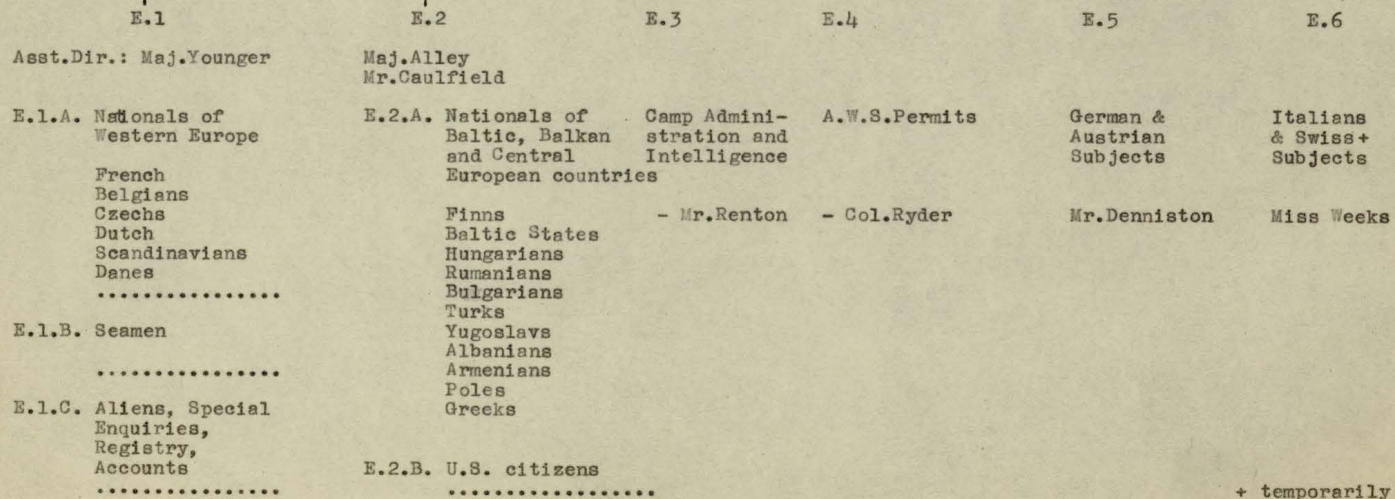 E.1
Asst.Dir.: Maj.Younger
E.1.A. Nationals of
Western Europe
French
Belgians
Czechs
Dutch
Scandinavians
Danes
................
E.1.B. Seamen
................
E.1.C. Aliens, Special
Enquiries,
Registry,
Accounts
................
E.2
Maj.Alley
Mr.Caulfield
E.2.A. Nationals of
Baltic, Balkan
and Central
European countries
Finns
Baltic States
Hungarians
Rumanians
Bulgarians
Turks
Yugoslavs
Albanians
Armenians
Poles
Greeks
E.2.B. U.S. citizens
..................
E.3
Camp Admini-
stration and
Intelligence
- Mr.Renton
E.4
A.W.S.Permits
- Col.Ryder
E.5
German &
Austrian
Subjects
Mr.Denniston
E.6
Italians
& Swiss+
Subjects
Miss Weeks
+ temporarily